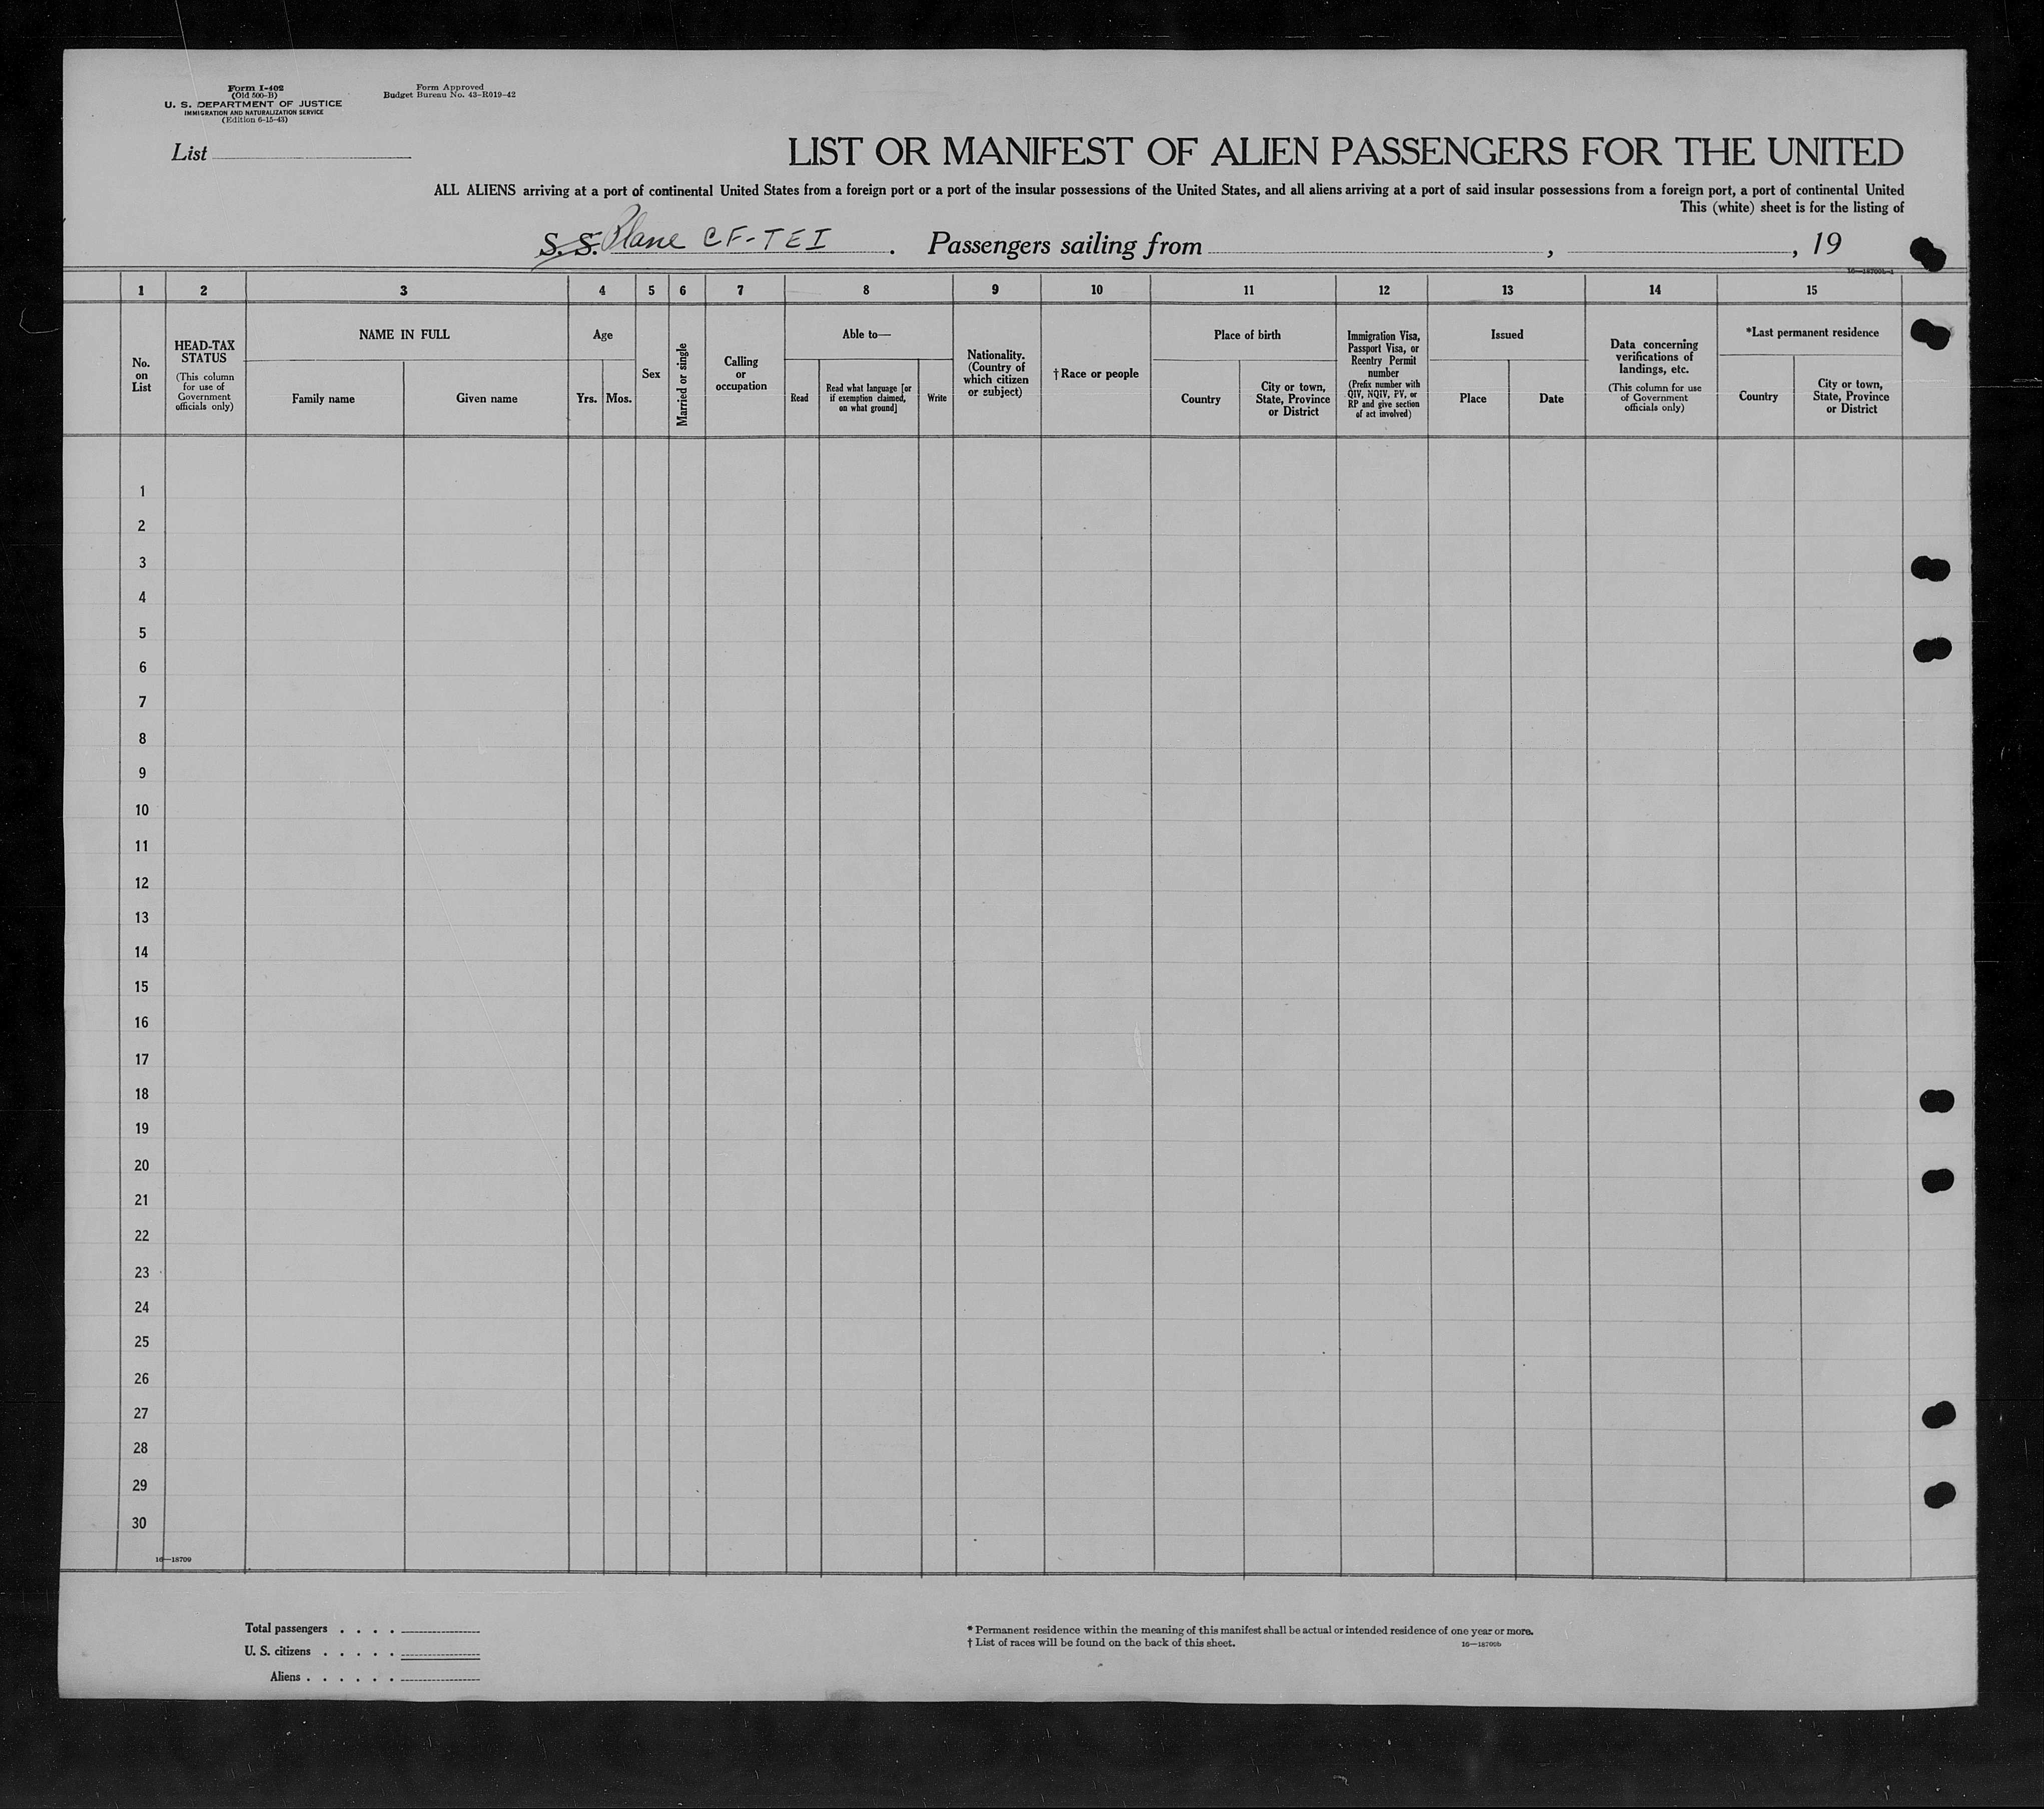 Form I-402
(Old 500-B)
U. S. DEPARTMENT OF JUSTICE
IMMIGRATION AND NATURALIZATION SERVICE
(Edition 6-15-43)
Form Approved
Budget Bureau No. 43-R019-42
List
LIST OR MANIFEST OF ALIEN PASSENGERS FOR THE UNITED
ALL ALIENS arriving at a port of continental United States from a foreign port or a port of the insular possessions of the United States, and all aliens arriving at a port of said insular possessions from a foreign port, a port of continental United
This (white) sheet is for the listing of
S. S. Plane CF-TEI . Passengers sailing from , , 19
16—18709b-1
1 2 3 4 5 6 7 8 9 10 11 12 13 14 15
No.
on
List
HEAD-TAX
STATUS
(This column
for use of
Government
officials only)
NAME IN FULL
Family name
Given name
Age
Yrs.
Mos.
Sex
Married or single
Calling
or
occupation
Able to—
Read
Read what language [or
if exemption claimed,
on what ground]
Write
Nationality.
(Country of
which citizen
or subject)
†Race or people
Place of birth
Country
City or town,
State, Province
or District
Immigration Visa,
Passport Visa, or
Reentry Permit
number
(Prefix number with
QIV, NQIV, PV, or
RP and give section
of act involved)
Issued
Place
Date
Data concerning
verifications of
landings, etc.
(This column for use
of Government
officials only)
*Last permanent residence
Country
City or town,
State, Province
or District
1
2
3
4
5
6
7
8
9
10
11
12
13
14
15
16
17
18
19
20
21
22
23
24
25
26
27
28
29
30
16—18709
Total passengers . . . .
U. S. citizens . . . . .
Aliens . . . . . .
* Permanent residence within the meaning of this manifest shall be actual or intended residence of one year or more.
† List of races will be found on the back of this sheet.
16—18709b